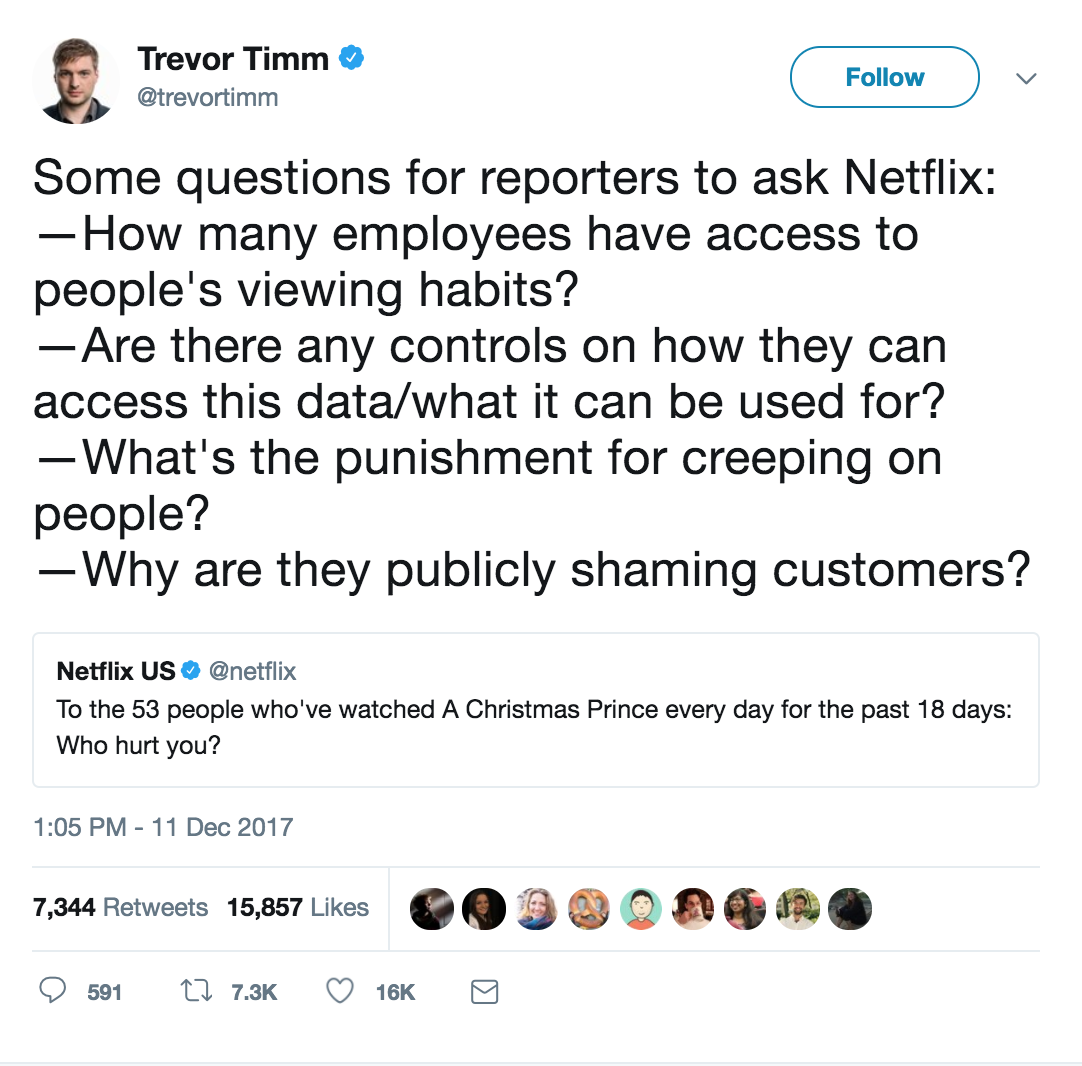 Trevor Timm
@trevortimm
Follow
Some questions for reporters to ask Netflix:
—How many employees have access to
people's viewing habits?
—Are there any controls on how they can
access this data/what it can be used for?
—What's the punishment for creeping on
people?
—Why are they publicly shaming customers?
Netflix US @netflix
To the 53 people who've watched A Christmas Prince every day for the past 18 days:
Who hurt you?
1:05 PM - 11 Dec 2017
7,344 Retweets 15,857 Likes
591 7.3K 16K